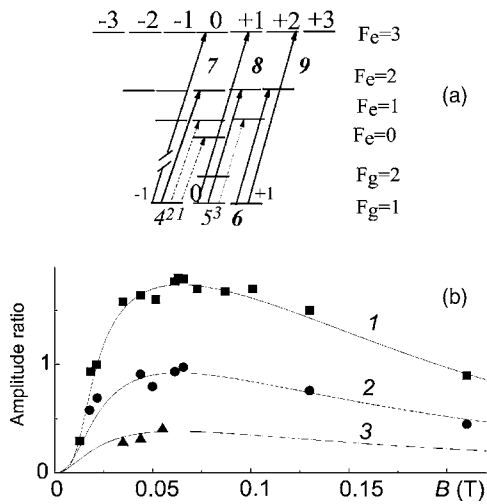 -3 -2 -1 0 +1 +2 +3 Fe=3
7 8 9
Fe=2 (a)
Fe=1
Fe=0
Fg=2
-1 0 +1
4 2 1 5 3 6 Fg=1
(b)
1
1
2
3
0
0 0.05 0.1 0.15 B (T)
Amplitude ratio